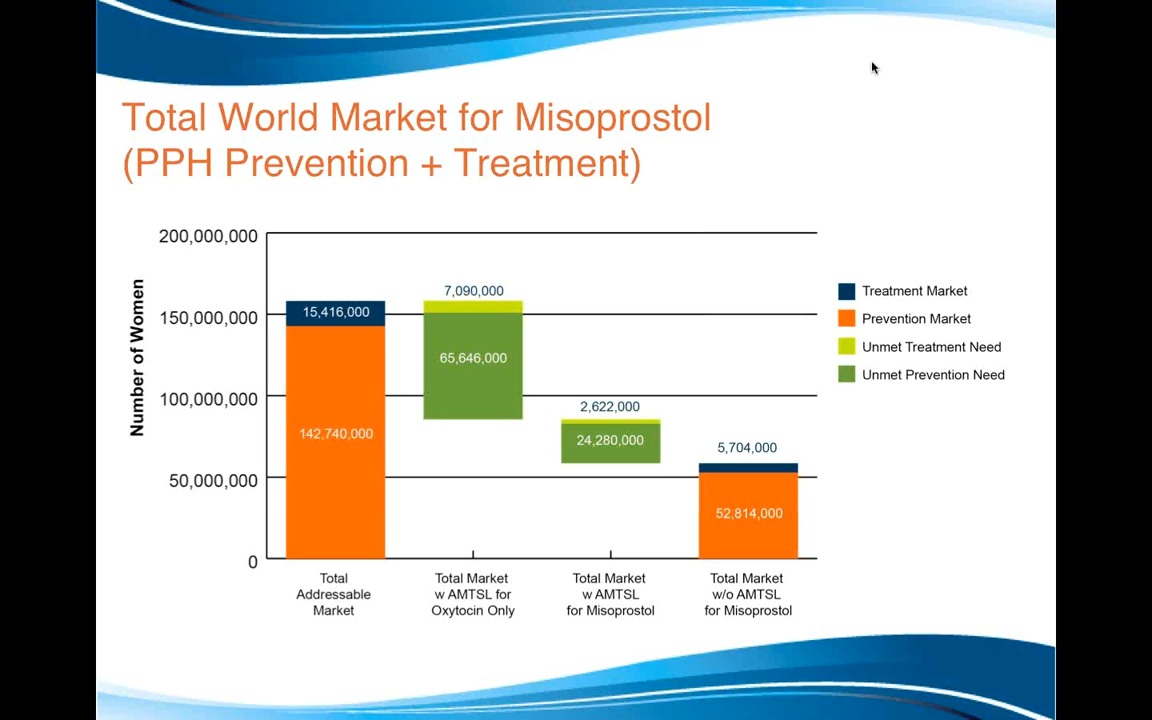 Total World Market for Misoprostol
(PPH Prevention + Treatment)
Number of Women
200,000,000
150,000,000
100,000,000
50,000,000
0
15,416,000
142,740,000
7,090,000
65,646,000
2,622,000
24,280,000
5,704,000
52,814,000
Total
Addressable
Market
Total Market
w AMTSL for
Oxytocin Only
Total Market
w AMTSL
for Misoprostol
Total Market
w/o AMTSL
for Misoprostol
Treatment Market
Prevention Market
Unmet Treatment Need
Unmet Prevention Need